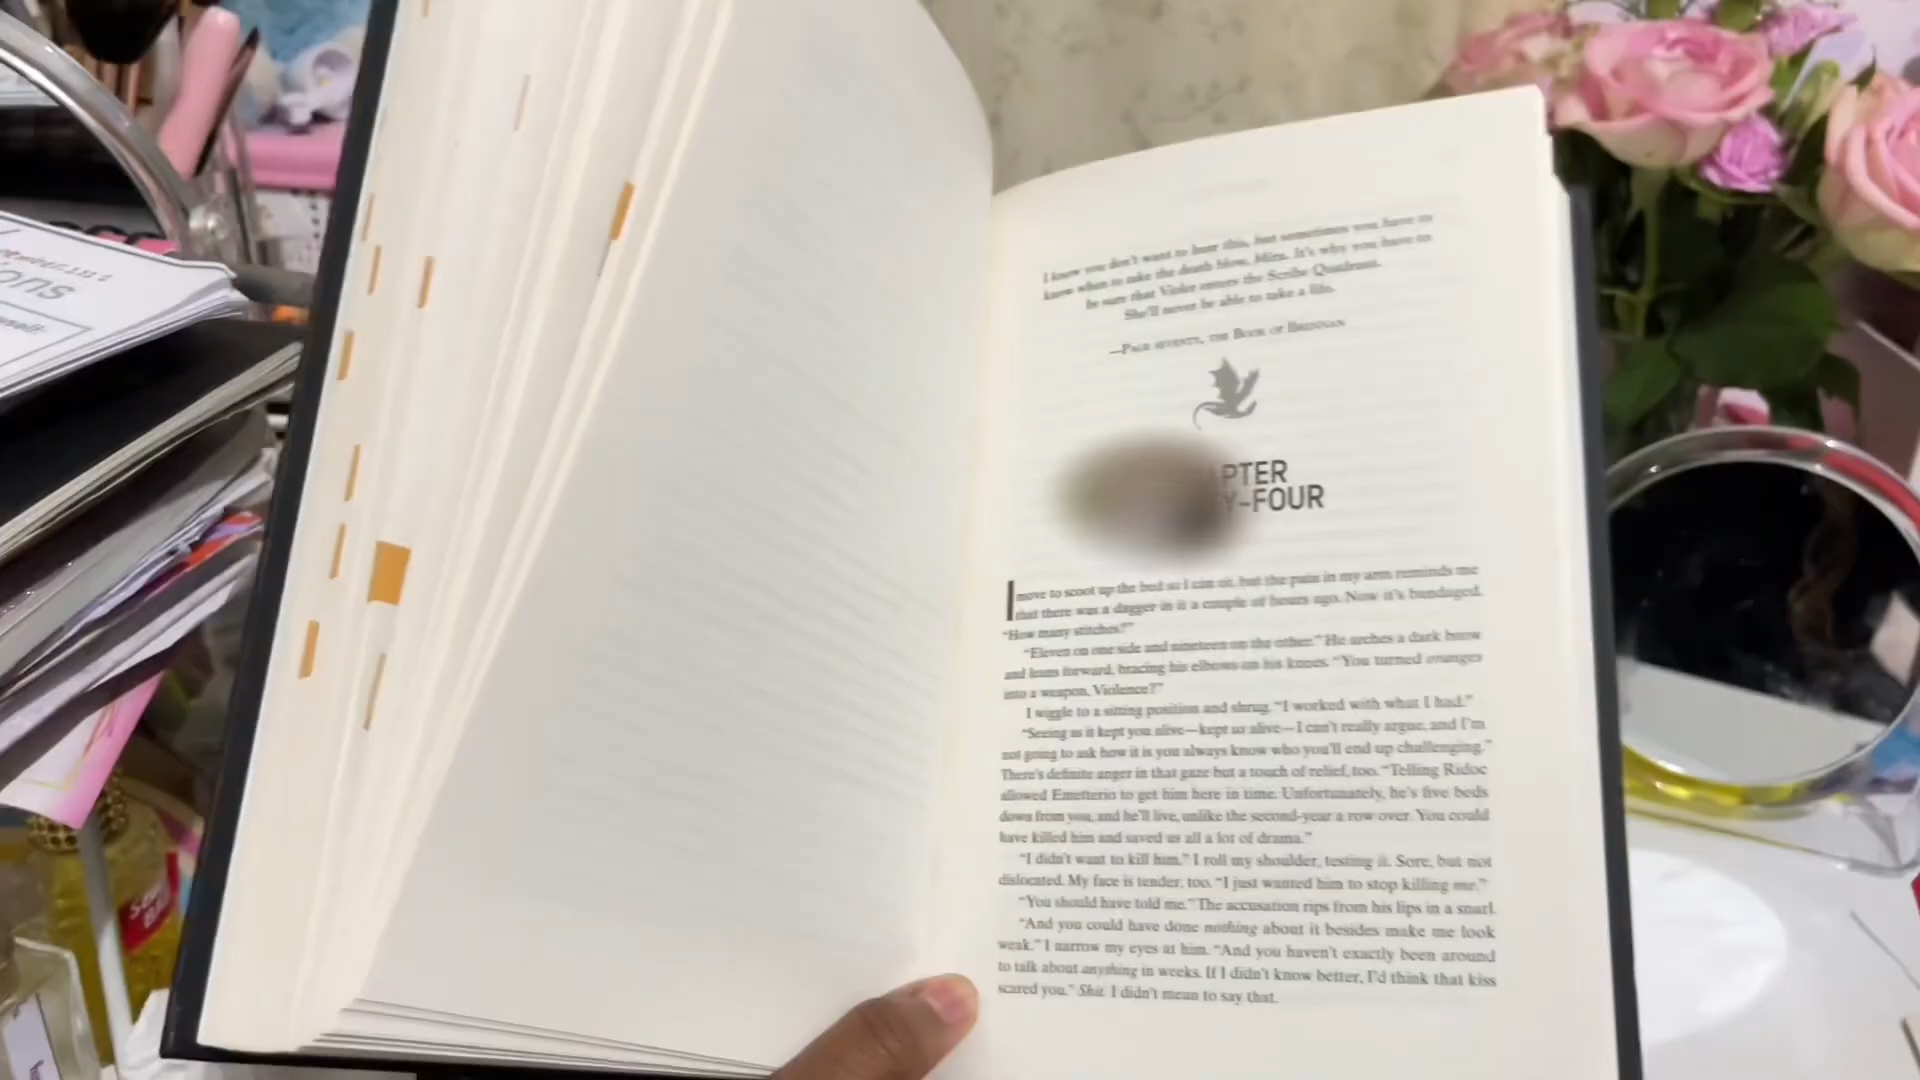 ons
I know you don't want to hear this, but sometimes you have to
know when to take the death blow, Mira. It's why you have to
be sure that Violet enters the Scribe Quadrant.
She'll never be able to take a life.
—Page seventy, the Book of Brennan
PTER
Y-FOUR
I move to scoot up the bed so I can sit, but the pain in my arm reminds me
that there was a dagger in it a couple of hours ago. Now it's bandaged.
“How many stitches?”
“Eleven on one side and nineteen on the other.” He arches a dark brow
and leans forward, bracing his elbows on his knees. “You turned oranges
into a weapon, Violence?”
I wiggle to a sitting position and shrug. “I worked with what I had.”
“Seeing as it kept you alive—kept us alive—I can't really argue, and I'm
not going to ask how it is you always know who you'll end up challenging.”
There's definite anger in that gaze but a touch of relief, too. “Telling Ridoc
allowed Emetterio to get him here in time. Unfortunately, he's five beds
down from you, and he'll live, unlike the second-year a row over. You could
have killed him and saved us all a lot of drama.”
“I didn't want to kill him.” I roll my shoulder, testing it. Sore, but not
dislocated. My face is tender, too. “I just wanted him to stop killing me.”
“You should have told me.” The accusation rips from his lips in a snarl.
“And you could have done nothing about it besides make me look
weak.” I narrow my eyes at him. “And you haven't exactly been around
to talk about anything in weeks. If I didn't know better, I'd think that kiss
scared you.” Shit. I didn't mean to say that.